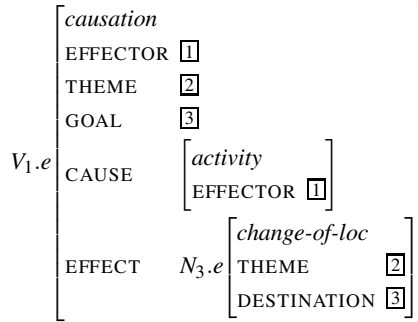 causation
EFFECTOR 1
THEME 2
GOAL 3
V₁.e CAUSE activity
EFFECTOR 1
EFFECT N₃.e change-of-loc
THEME 2
DESTINATION 3